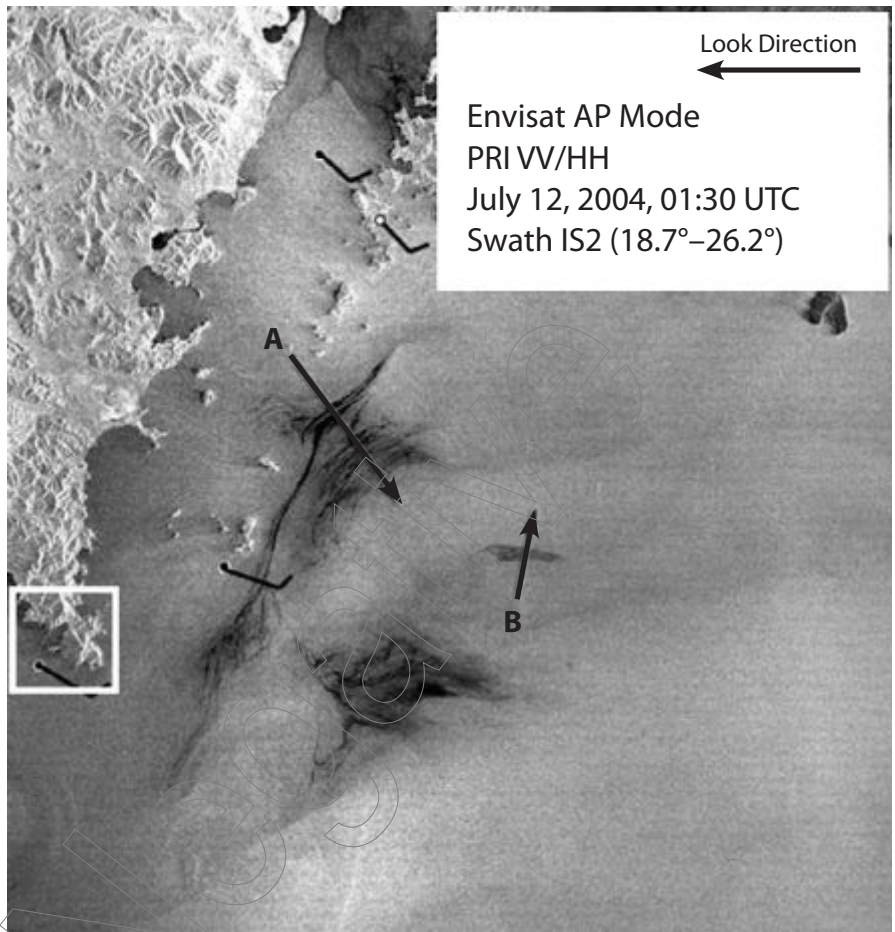 Look Direction
Envisat AP Mode
PRI VV/HH
July 12, 2004, 01:30 UTC
Swath IS2 (18.7°–26.2°)
A
B